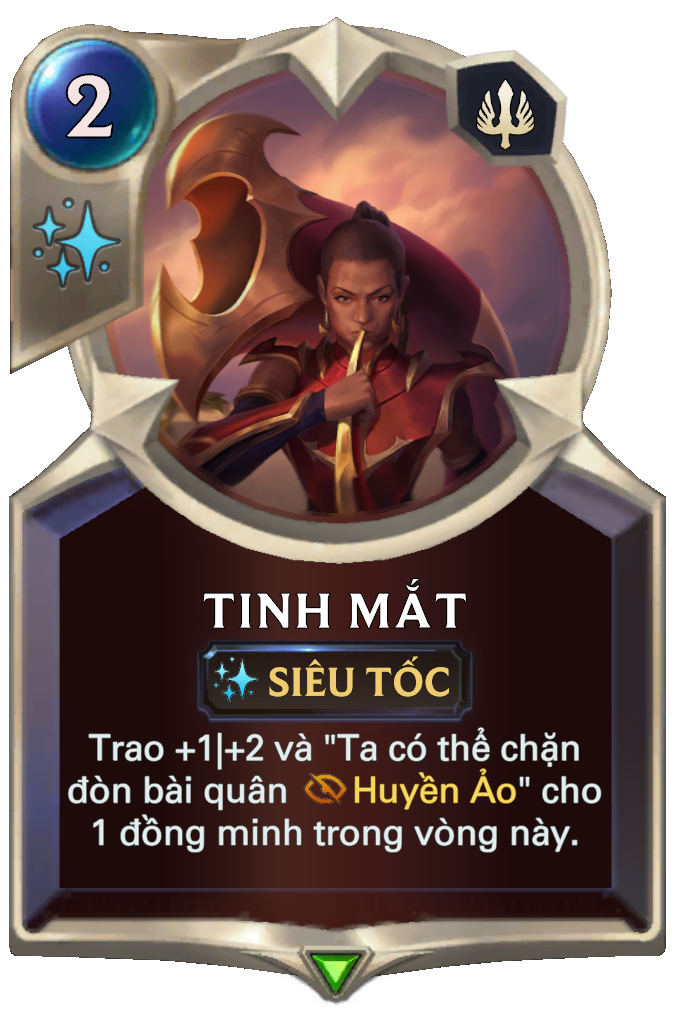 2
TINH MẮT
SIÊU TỐC
Trao +1|+2 và "Ta có thể chặn
đòn bài quân Huyền Ảo" cho
1 đồng minh trong vòng này.